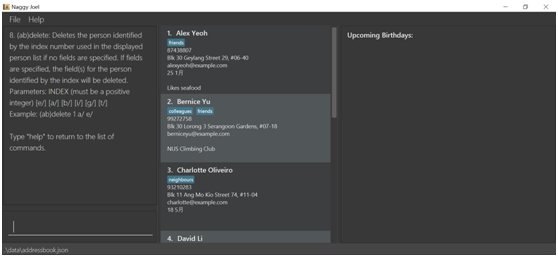 Naggy Joel
File Help
8. (ab)delete: Deletes the person identified
by the index number used in the displayed
person list if no fields are specified. If fields
are specified, the field(s) for the person
identified by the index will be deleted.
Parameters: INDEX (must be a positive
integer) [e/] [a/] [b/] [i/] [g/] [t/]
Example: (ab)delete 1 a/ e/
Type "help" to return to the list of
commands.
1. Alex Yeoh
friends
87438807
Blk 30 Geylang Street 29, #06-40
alexyeoh@example.com
25 1月
Likes seafood
2. Bernice Yu
colleagues friends
99272758
Blk 30 Lorong 3 Serangoon Gardens, #07-18
berniceyu@example.com
NUS Climbing Club
3. Charlotte Oliveiro
neighbours
93210283
Blk 11 Ang Mo Kio Street 74, #11-04
charlotte@example.com
18 5月
4. David Li
Upcoming Birthdays:
.\data\addressbook.json